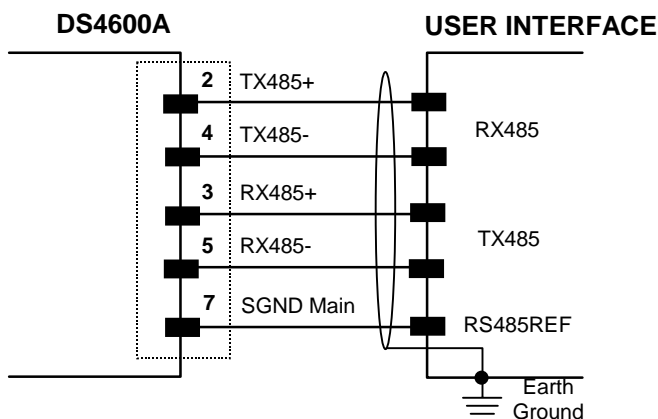 DS4600A
USER INTERFACE
2 TX485+
4 TX485-
RX485
3 RX485+
5 RX485-
TX485
7 SGND Main
RS485REF
Earth
Ground